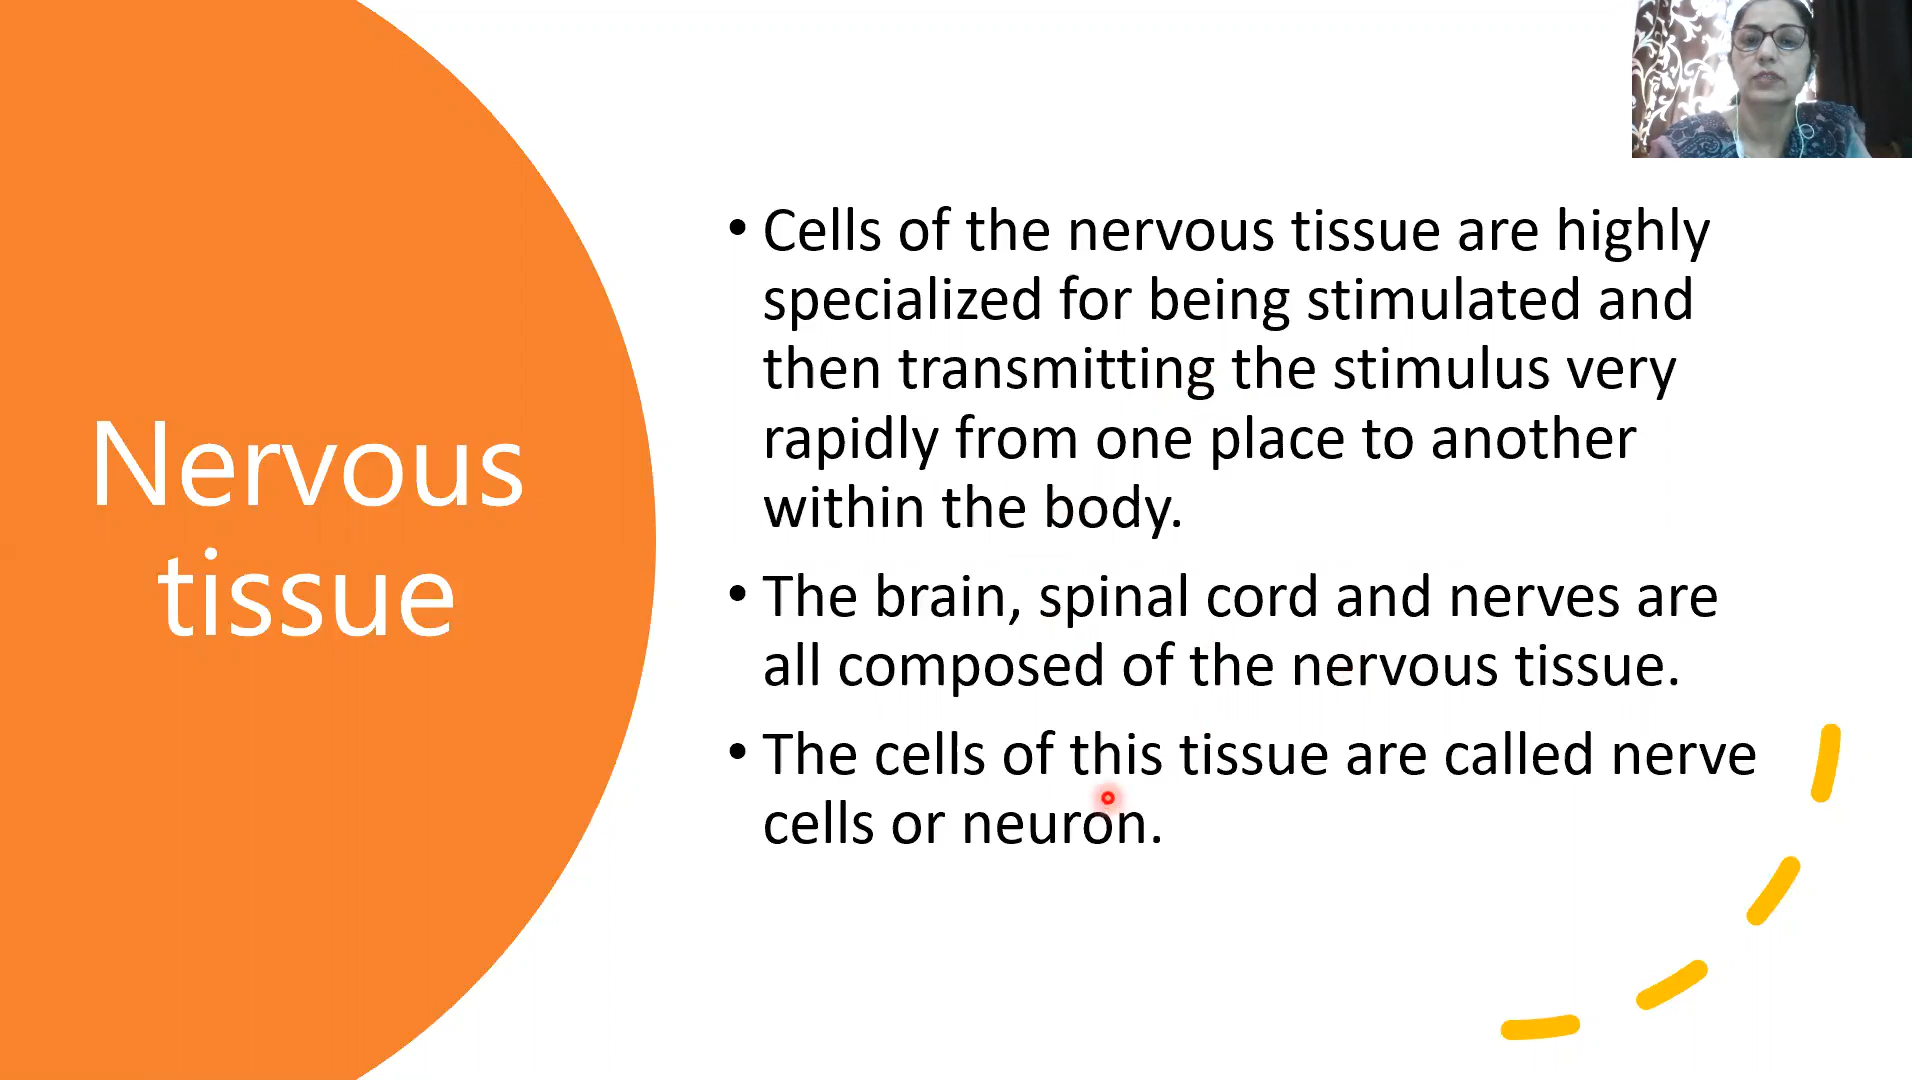 Nervous
tissue
• Cells of the nervous tissue are highly
specialized for being stimulated and
then transmitting the stimulus very
rapidly from one place to another
within the body.
• The brain, spinal cord and nerves are
all composed of the nervous tissue.
• The cells of this tissue are called nerve
cells or neuron.